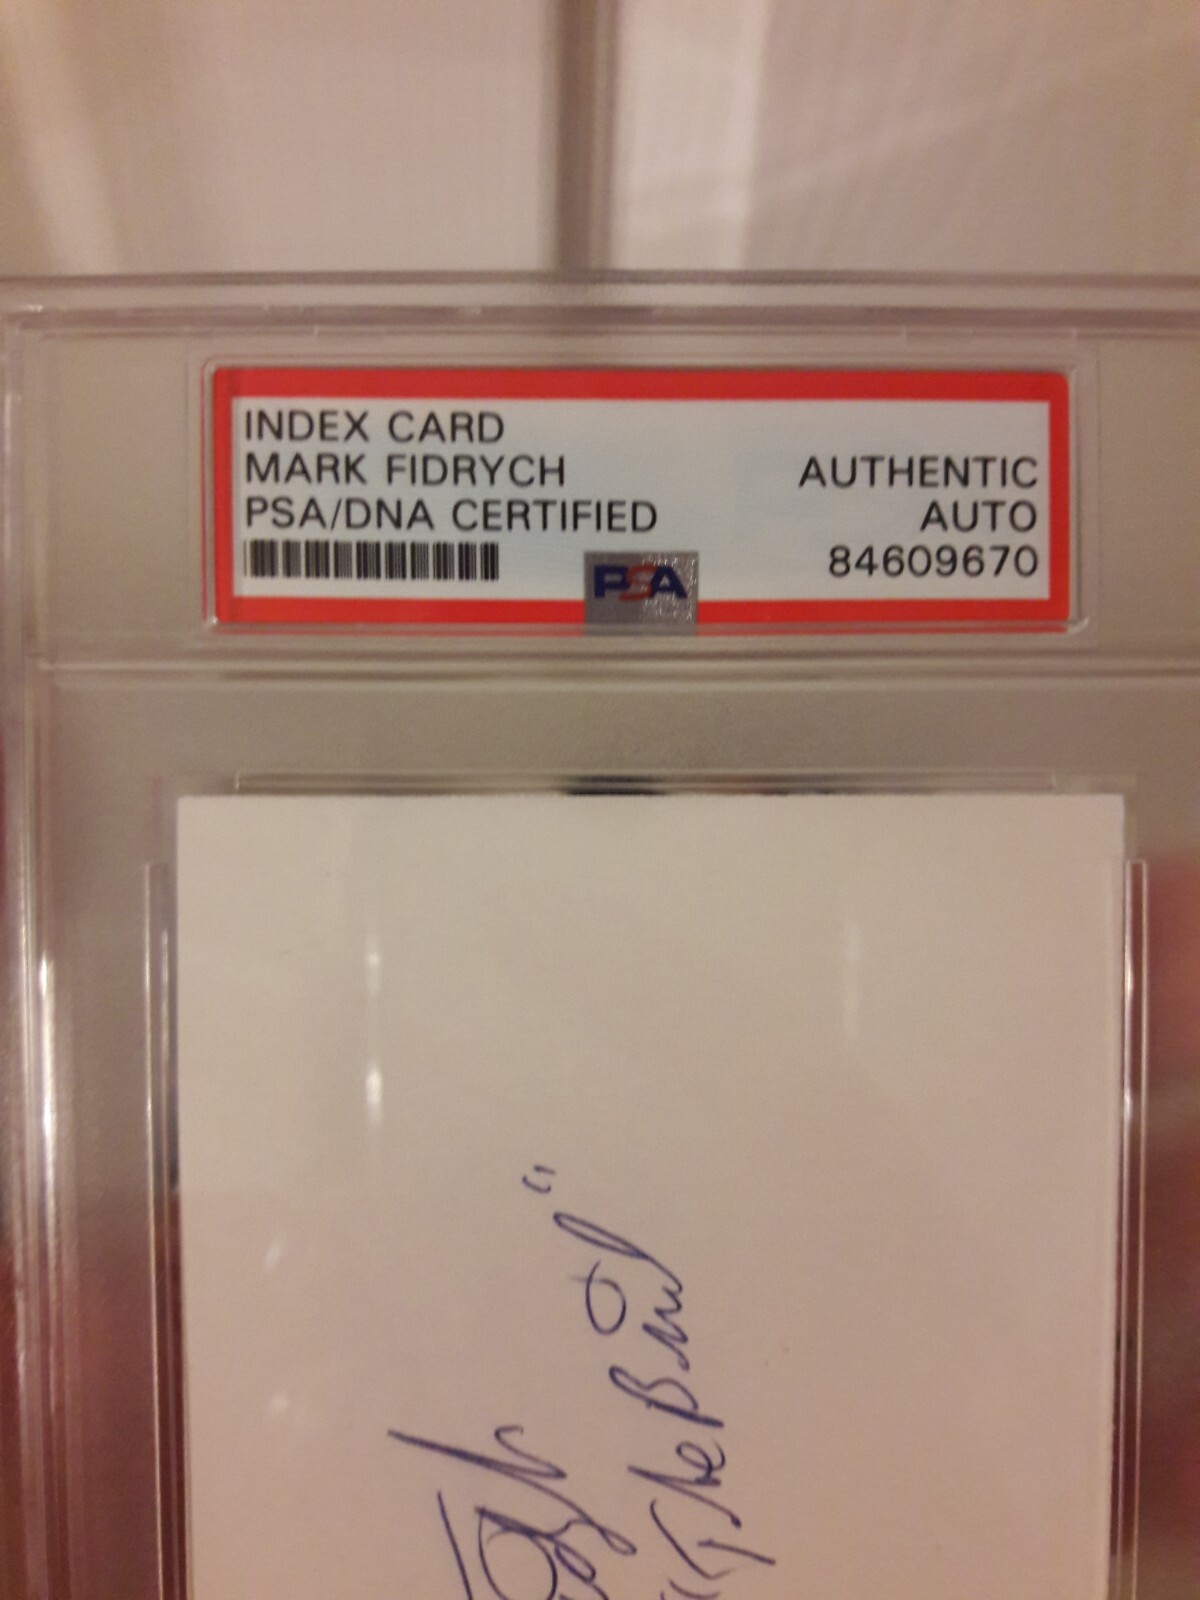 INDEX CARD
MARK FIDRYCH
PSA/DNA CERTIFIED
AUTHENTIC
AUTO
84609670
PSA
"The Bird"